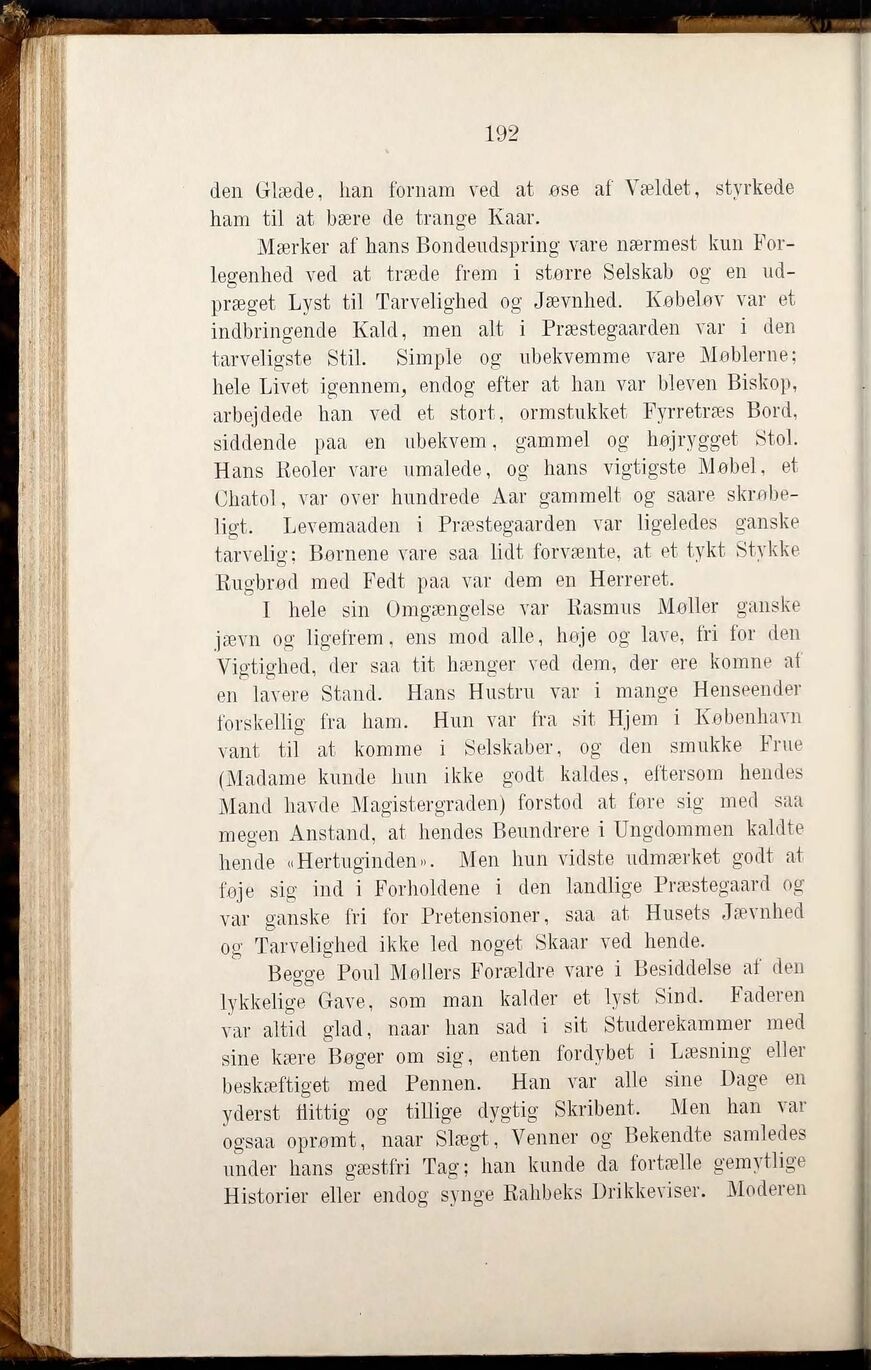 192
den Glæde, han fornam ved at øse af Vældet, styrkede
ham til at bære de trange Kaar.
Mærker af hans Bondeudspring vare nærmest kun For-
legenhed ved at træde frem i større Selskab og en ud-
præget Lyst til Tarvelighed og Jævnhed. Købeløv var et
indbringende Kald, men alt i Præstegaarden var i den
tarveligste Stil. Simple og ubekvemme vare Møblerne;
hele Livet igennem, endog efter at han var bleven Biskop,
arbejdede han ved et stort, ormstukket Fyrretræs Bord,
siddende paa en ubekvem, gammel og højrygget Stol.
Hans Reoler vare umalede, og hans vigtigste Møbel, et
Chatol, var over hundrede Aar gammelt og saare skrøbe-
ligt. Levemaaden i Præstegaarden var ligeledes ganske
tarvelig; Børnene vare saa lidt forvænte, at et tykt Stykke
Rugbrød med Fedt paa var dem en Herreret.
I hele sin Omgængelse var Rasmus Møller ganske
jævn og ligefrem, ens mod alle, høje og lave, fri for den
Vigtighed, der saa tit hænger ved dem, der ere komne af
en lavere Stand. Hans Hustru var i mange Henseender
forskellig fra ham. Hun var fra sit Hjem i København
vant til at komme i Selskaber, og den smukke Frue
(Madame kunde hun ikke godt kaldes, eftersom hendes
Mand havde Magistergraden) forstod at føre sig med saa
megen Anstand, at hendes Beundrere i Ungdommen kaldte
hende «Hertuginden». Men hun vidste udmærket godt at
føje sig ind i Forholdene i den landlige Præstegaard og
var ganske fri for Pretensioner, saa at Husets Jævnhed
og Tarvelighed ikke led noget Skaar ved hende.
Begge Poul Møllers Forældre vare i Besiddelse af den
lykkelige Gave, som man kalder et lyst Sind. Faderen
var altid glad, naar han sad i sit Studerekammer med
sine kære Bøger om sig, enten fordybet i Læsning eller
beskæftiget med Pennen. Han var alle sine Dage en
yderst flittig og tillige dygtig Skribent. Men han var
ogsaa oprømt, naar Slægt, Venner og Bekendte samledes
under hans gæstfri Tag; han kunde da fortælle gemytlige
Historier eller endog synge Rahbeks Drikkeviser. Moderen